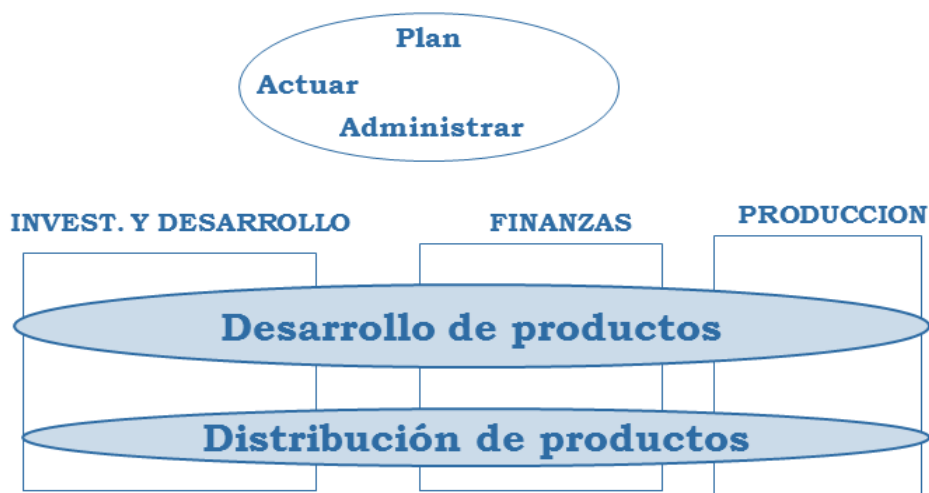 Plan
Actuar
Administrar
INVEST. Y DESARROLLO
FINANZAS
PRODUCCION
Desarrollo de productos
Distribución de productos